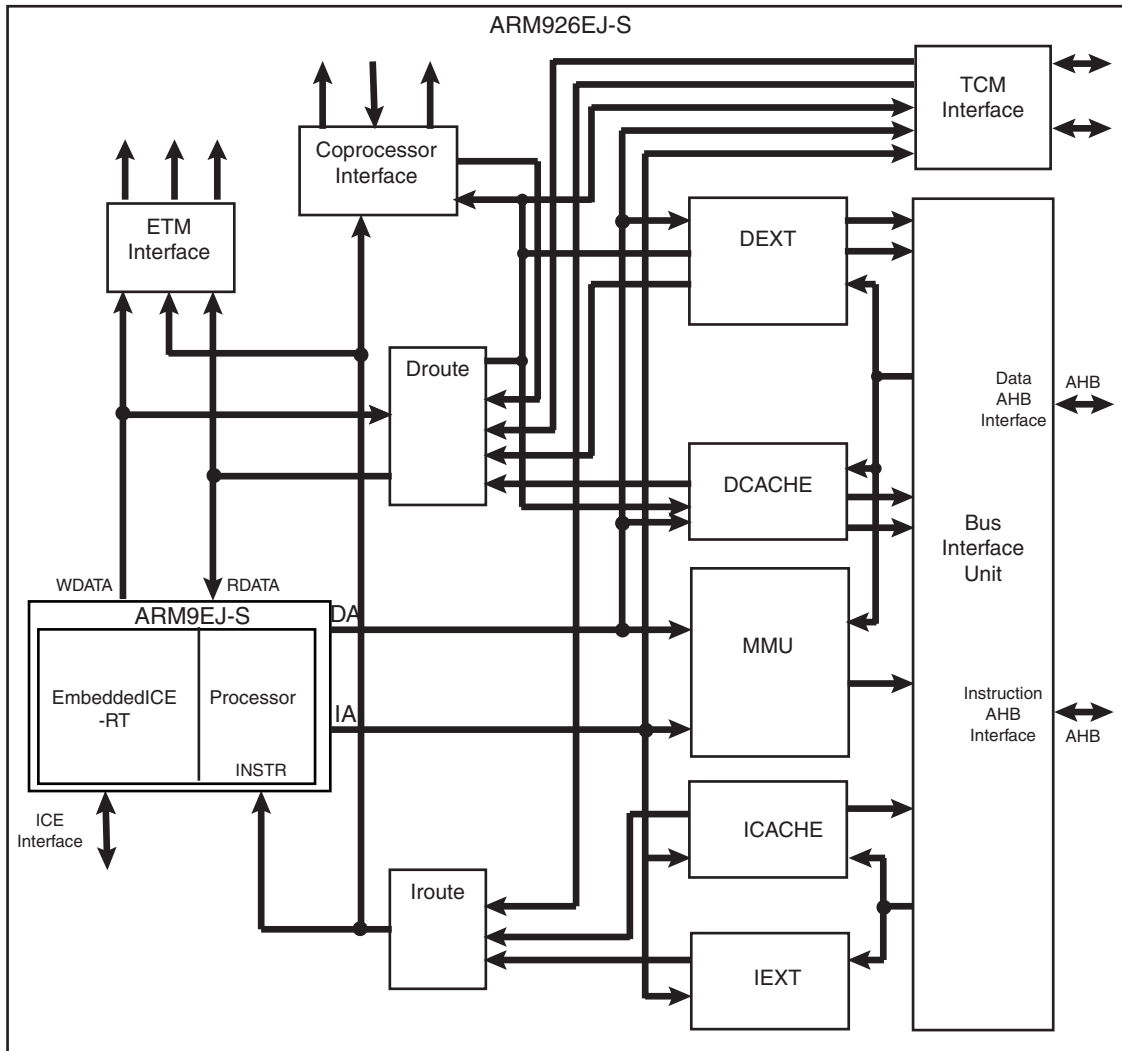 ARM926EJ-S
TCM
Interface
Coprocessor
Interface
ETM
Interface
DEXT
Droute
Data
AHB
Interface
AHB
DCACHE
Bus
Interface
Unit
WDATA
RDATA
ARM9EJ-S
DA
MMU
EmbeddedICE
-RT
Processor
IA
INSTR
Instruction
AHB
Interface
AHB
ICE
Interface
ICACHE
Iroute
IEXT